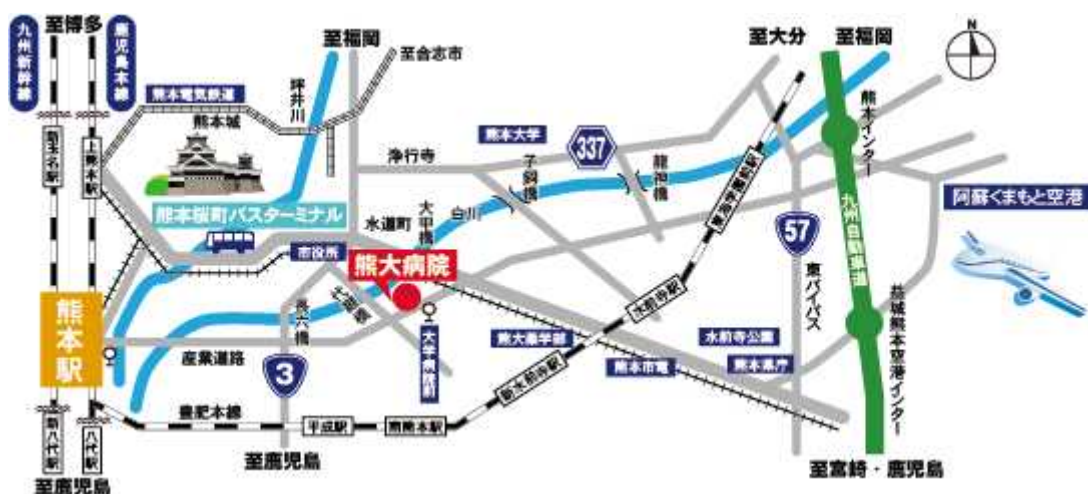 至博多
九州新幹線
鹿児島本線
至福岡
至合志市
至大分
至福岡
N
坪井川
熊本電気鉄道
熊本城
新玉名駅
上熊本駅
熊本大学
337
浄行寺
子飼橋
龍神橋
東海学園前駅
熊本インター
阿蘇くまもと空港
熊本桜町バスターミナル
水道町
大甲橋
白川
市役所
熊大病院
57
東バイパス
九州自動車道
益城熊本空港インター
熊本駅
長六橋
七間橋
大学病院前
産業道路
3
熊大薬学部
水前寺駅
水前寺公園
新水前寺駅
熊本市電
熊本県庁
豊肥本線
平成駅
南熊本駅
新八代駅
八代駅
至鹿児島
至鹿児島
至宮崎・鹿児島